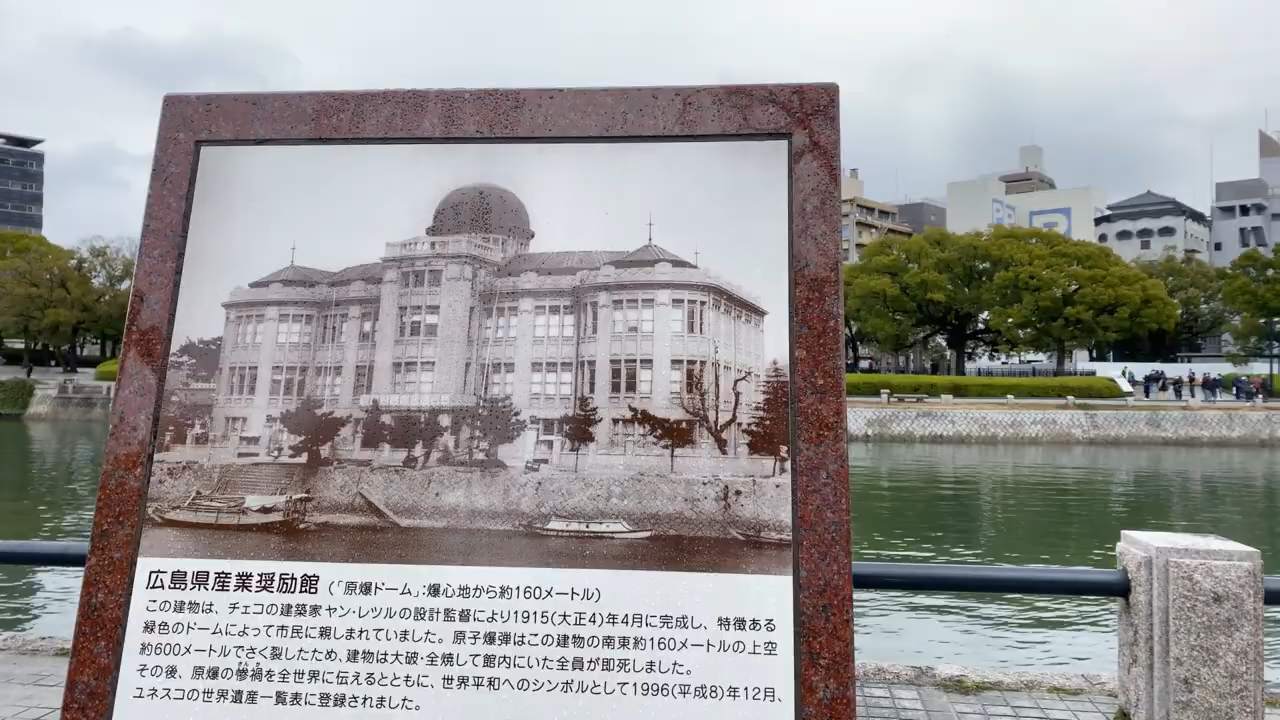 広島県産業奨励館 (「原爆ドーム」:爆心地から約160メートル)
この建物は、チェコの建築家ヤン・レツルの設計監督により1915(大正4)年4月に完成し、特徴ある
緑色のドームによって市民に親しまれていました。原子爆弾はこの建物の南東約160メートルの上空
約600メートルでさく裂したため、建物は大破・全焼して館内にいた全員が即死しました。
その後、原爆の惨禍を全世界に伝えるとともに、世界平和へのシンボルとして1996(平成8)年12月、
ユネスコの世界遺産一覧表に登録されました。